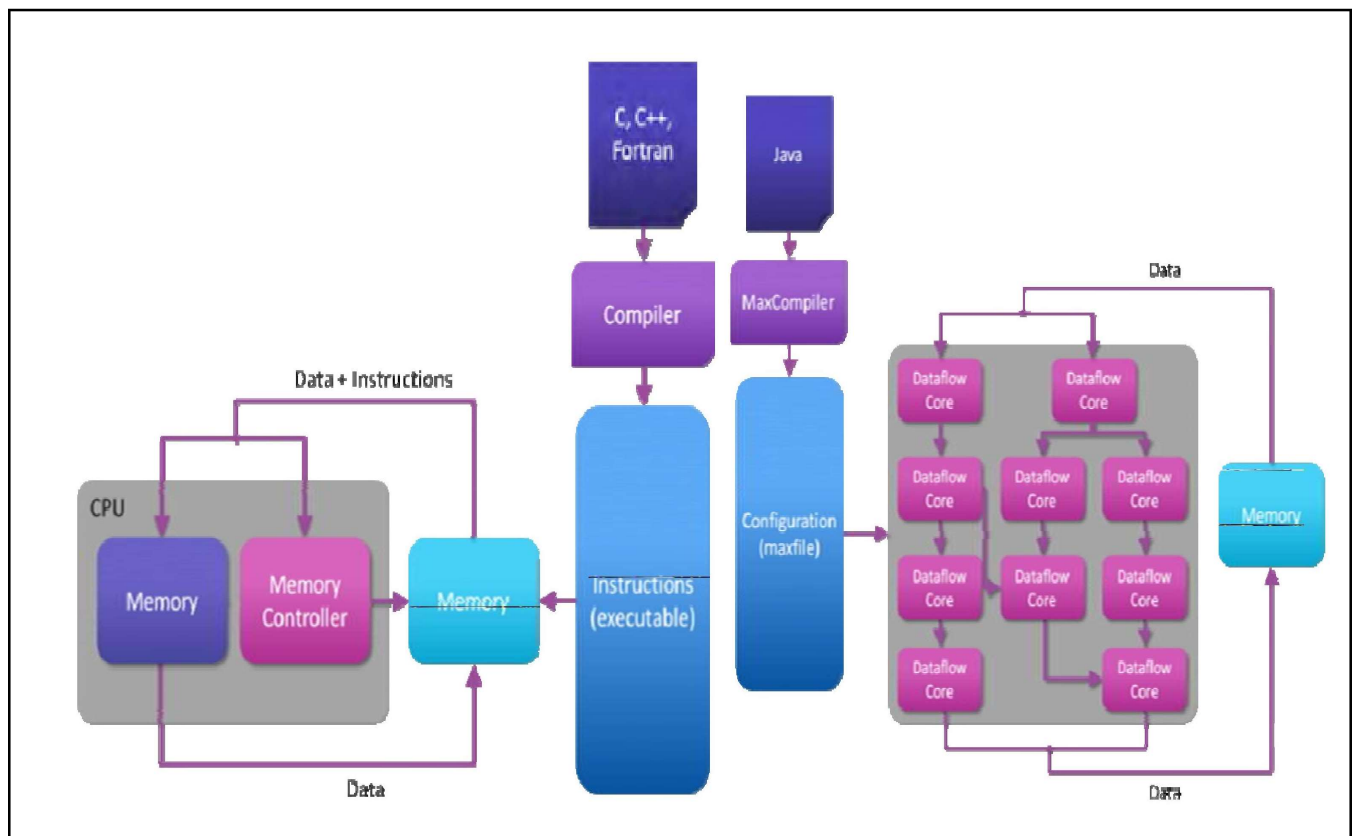 C, C++,
Fortran
Compiler
Instructions
(executable)
Data + Instructions
CPU
Memory
Memory
Controller
Memory
Data
Java
MaxCompiler
Configuration
(maxfile)
Data
Dataflow
Core
Dataflow
Core
Dataflow
Core
Dataflow
Core
Dataflow
Core
Dataflow
Core
Dataflow
Core
Dataflow
Core
Dataflow
Core
Dataflow
Core
Memory
Data